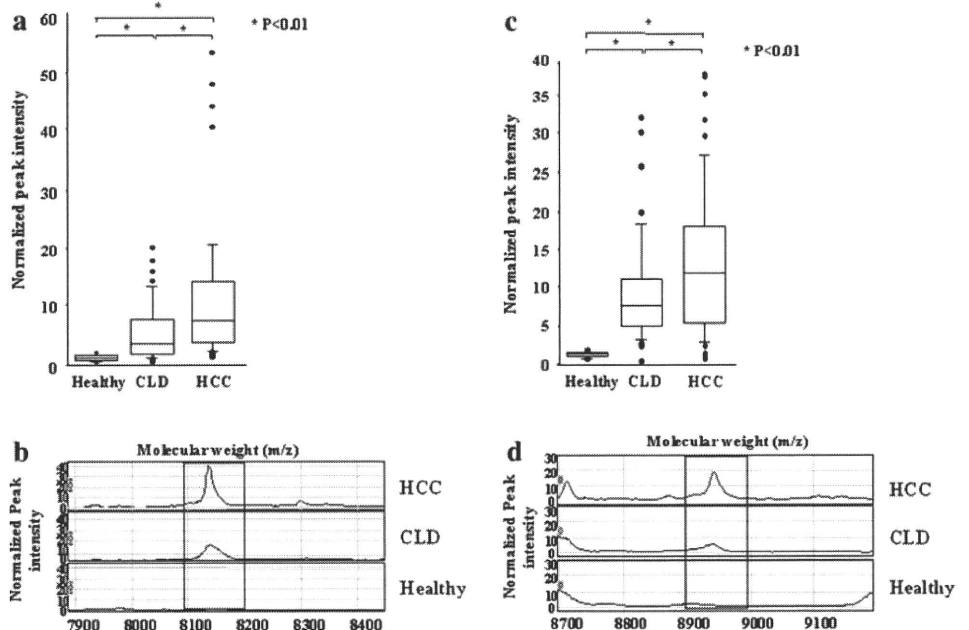 a
* P<0.01
*
* *
Normalized peak intensity
60
50
40
30
20
10
0
Healthy CLD HCC
c
* P<0.01
*
* *
Normalized peak intensity
40
35
30
25
20
15
10
5
0
Healthy CLD HCC
b
Molecular weight (m/z)
Normalized Peak intensity
HCC
CLD
Healthy
7900 8000 8100 8200 8300 8400
d
Molecular weight (m/z)
Normalized Peak intensity
30
20
10
0
HCC
30
20
10
0
CLD
30
20
10
0
Healthy
8700 8800 8900 9000 9100